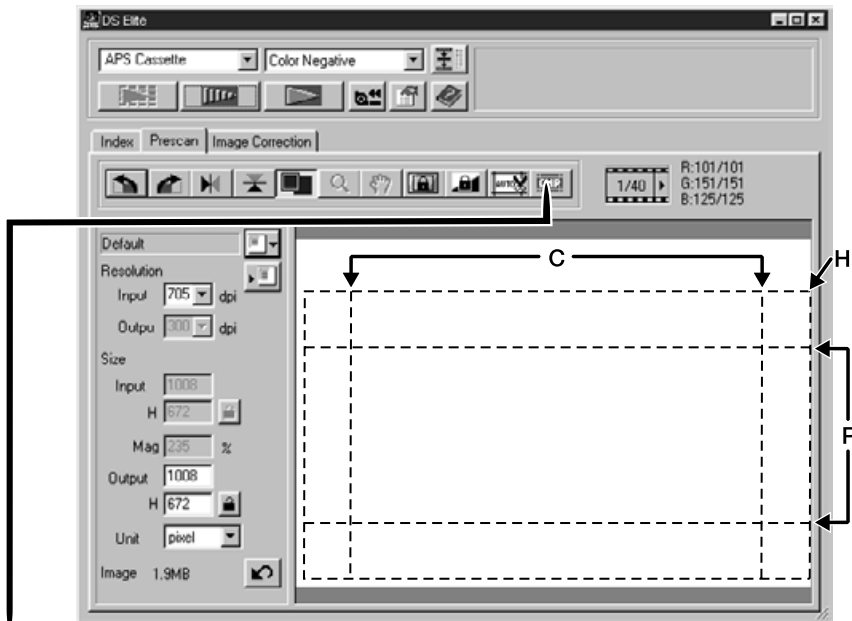 DS Elite
APS Cassette
Color Negative
Index
Prescan
Image Correction
AUTO
1/40
R:101/101
G:151/151
B:125/125
Default
Resolution
Input 705 dpi
Outpu 300 dpi
Size
Input 1008
H 672
Mag 235 %
Output 1008
H 672
Unit pixel
Image 1.9MB
C
H
P